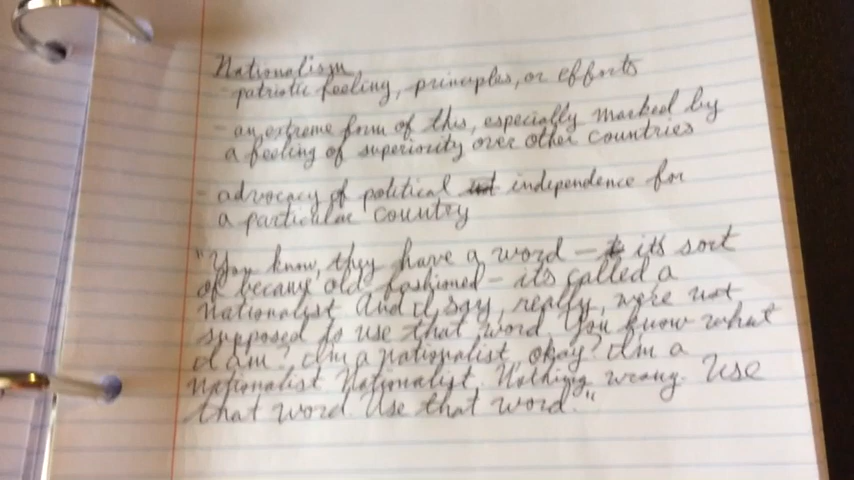 Nationalism
- patriotic feeling, principles, or efforts
- an extreme form of this, especially marked by
a feeling of superiority over other countries
- advocacy of political independence for
a particular country
"You know, they have a word – it's sort
of became old-fashioned – it's called a
nationalist. And I say, really, we're not
supposed to use that word. You know what
I am? I'm a nationalist, okay? I'm a
nationalist. Nationalist. Nothing wrong. Use
that word. Use that word."